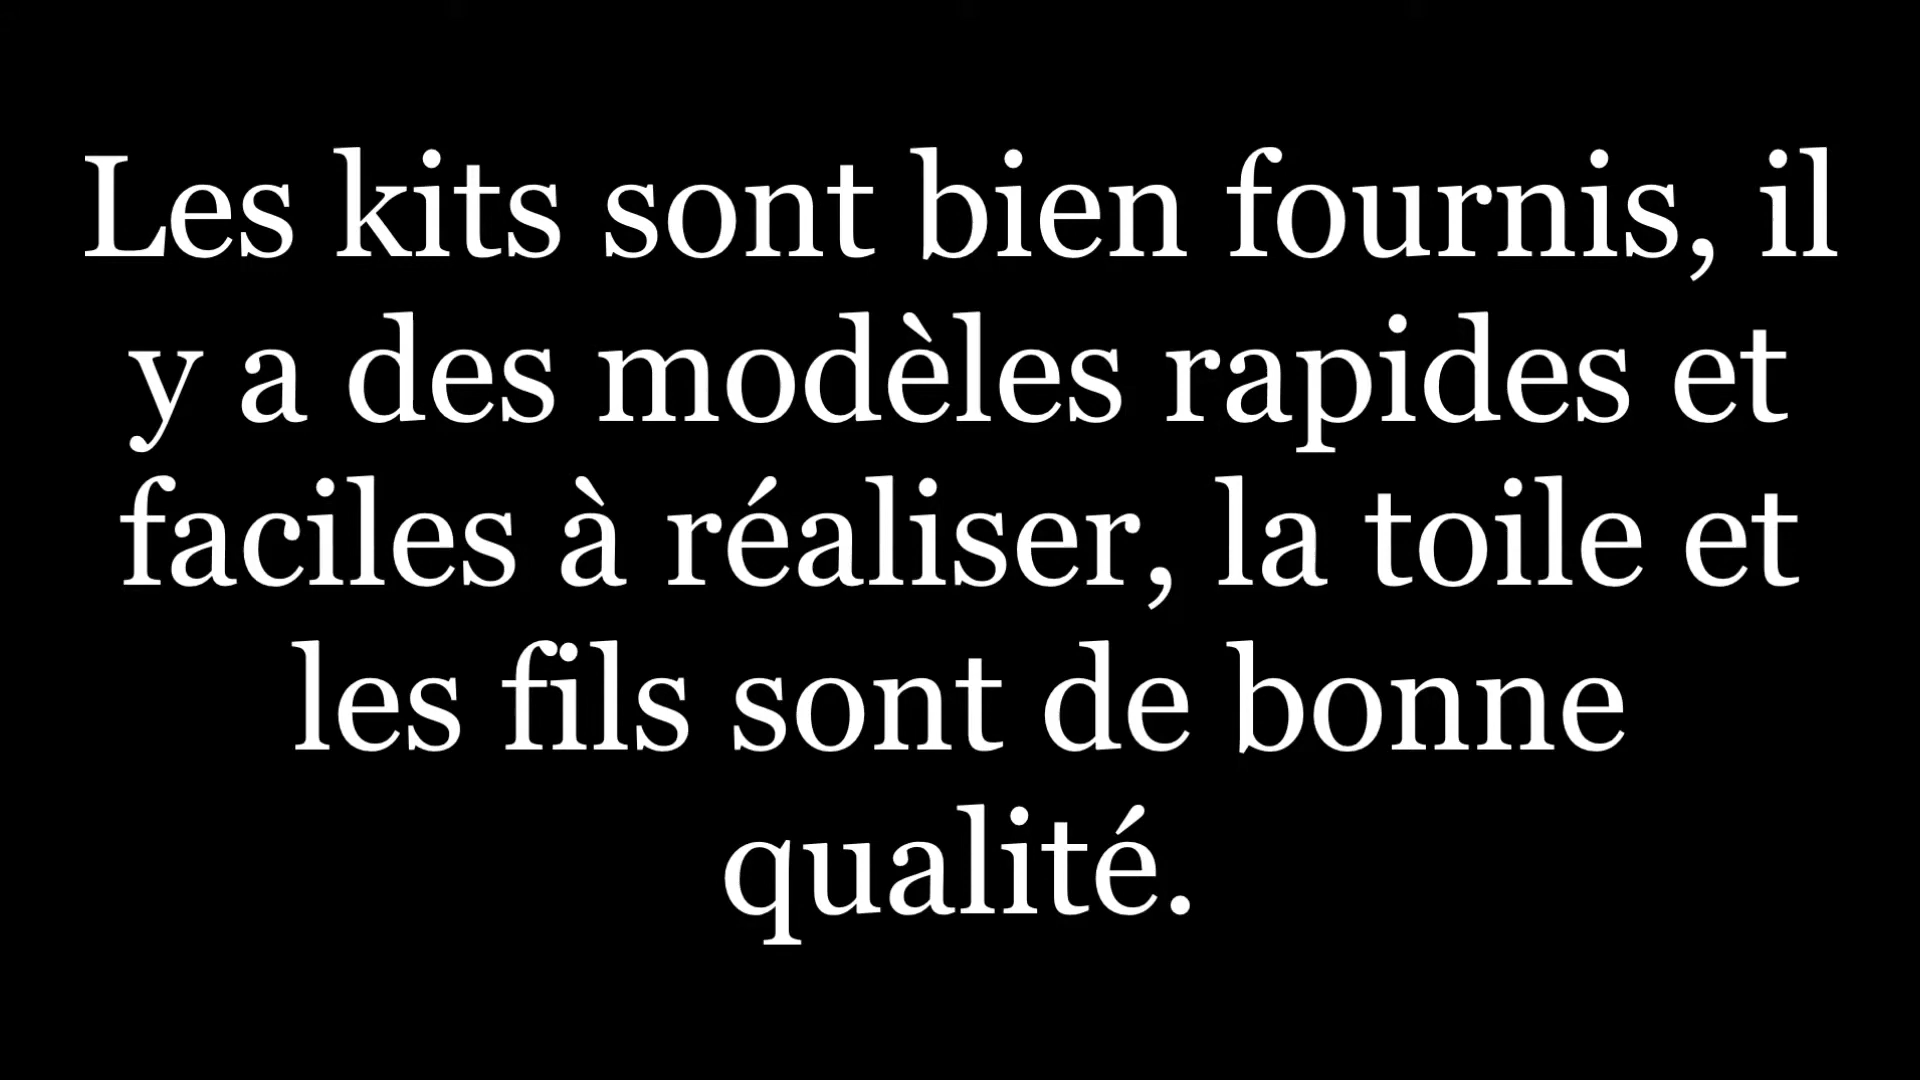 Les kits sont bien fournis, il
y a des modèles rapides et
faciles à réaliser, la toile et
les fils sont de bonne
qualité.